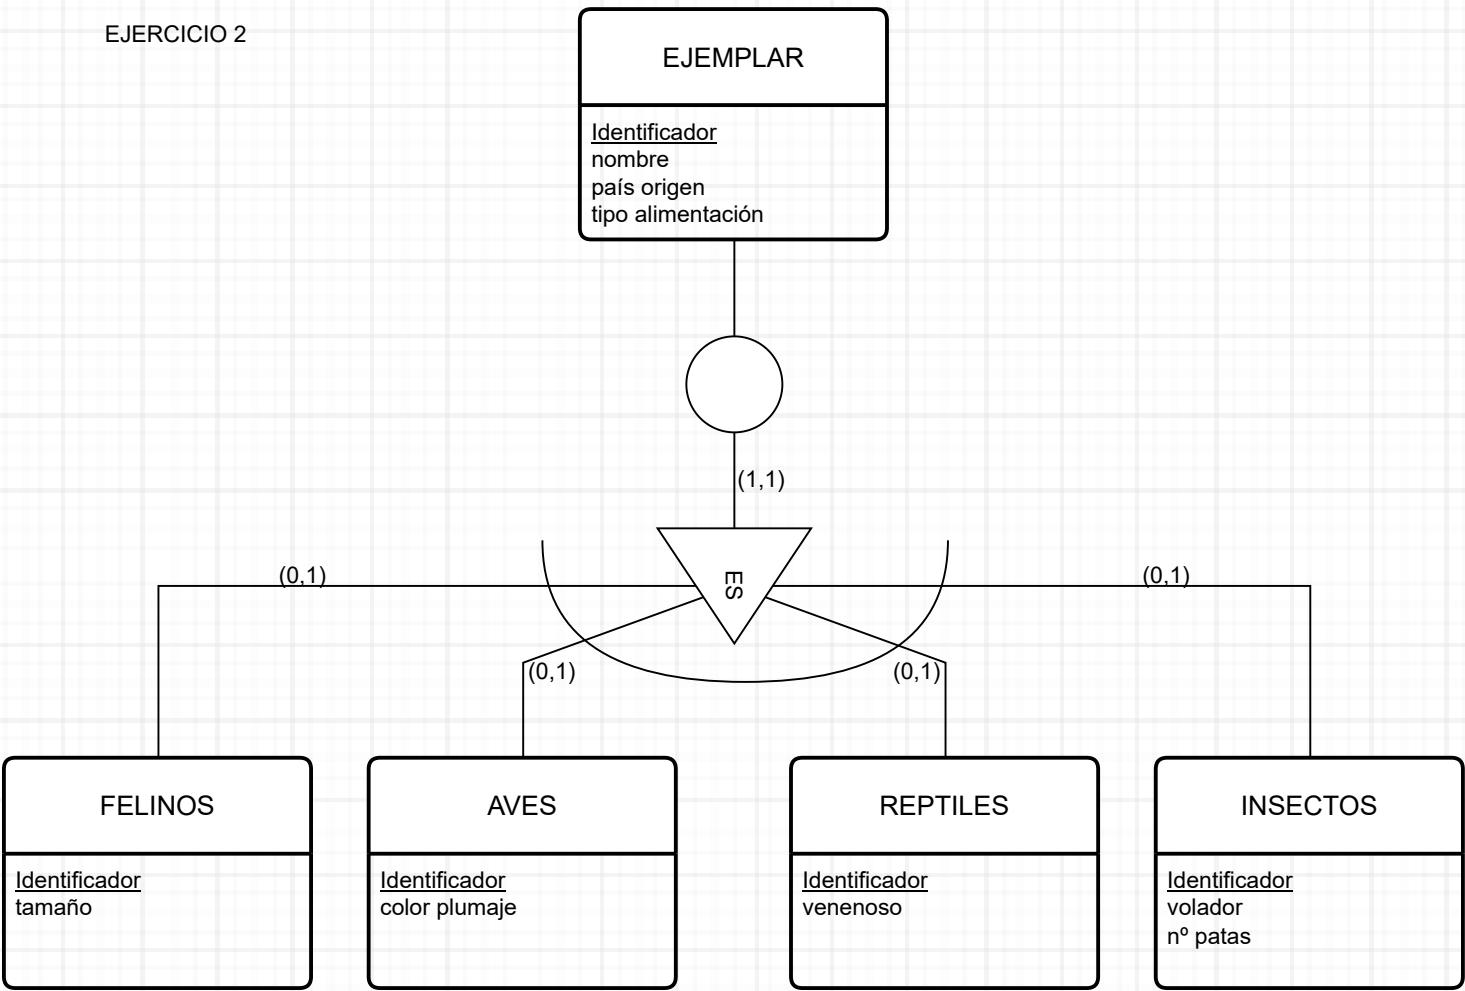 EJERCICIO 2
EJEMPLAR
Identificador
nombre
país origen
tipo alimentación
(1,1)
ES
(0,1)
(0,1)
(0,1)
(0,1)
FELINOS
Identificador
tamaño
AVES
Identificador
color plumaje
REPTILES
Identificador
venenoso
INSECTOS
Identificador
volador
nº patas